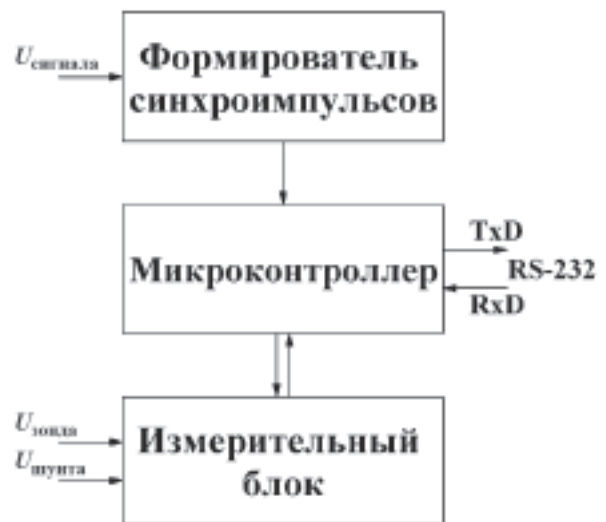 Uсигнала
Формирователь
синхроимпульсов
TxD
Микроконтроллер
RS-232
RxD
Uзонда
Измерительный
Uшунта
блок